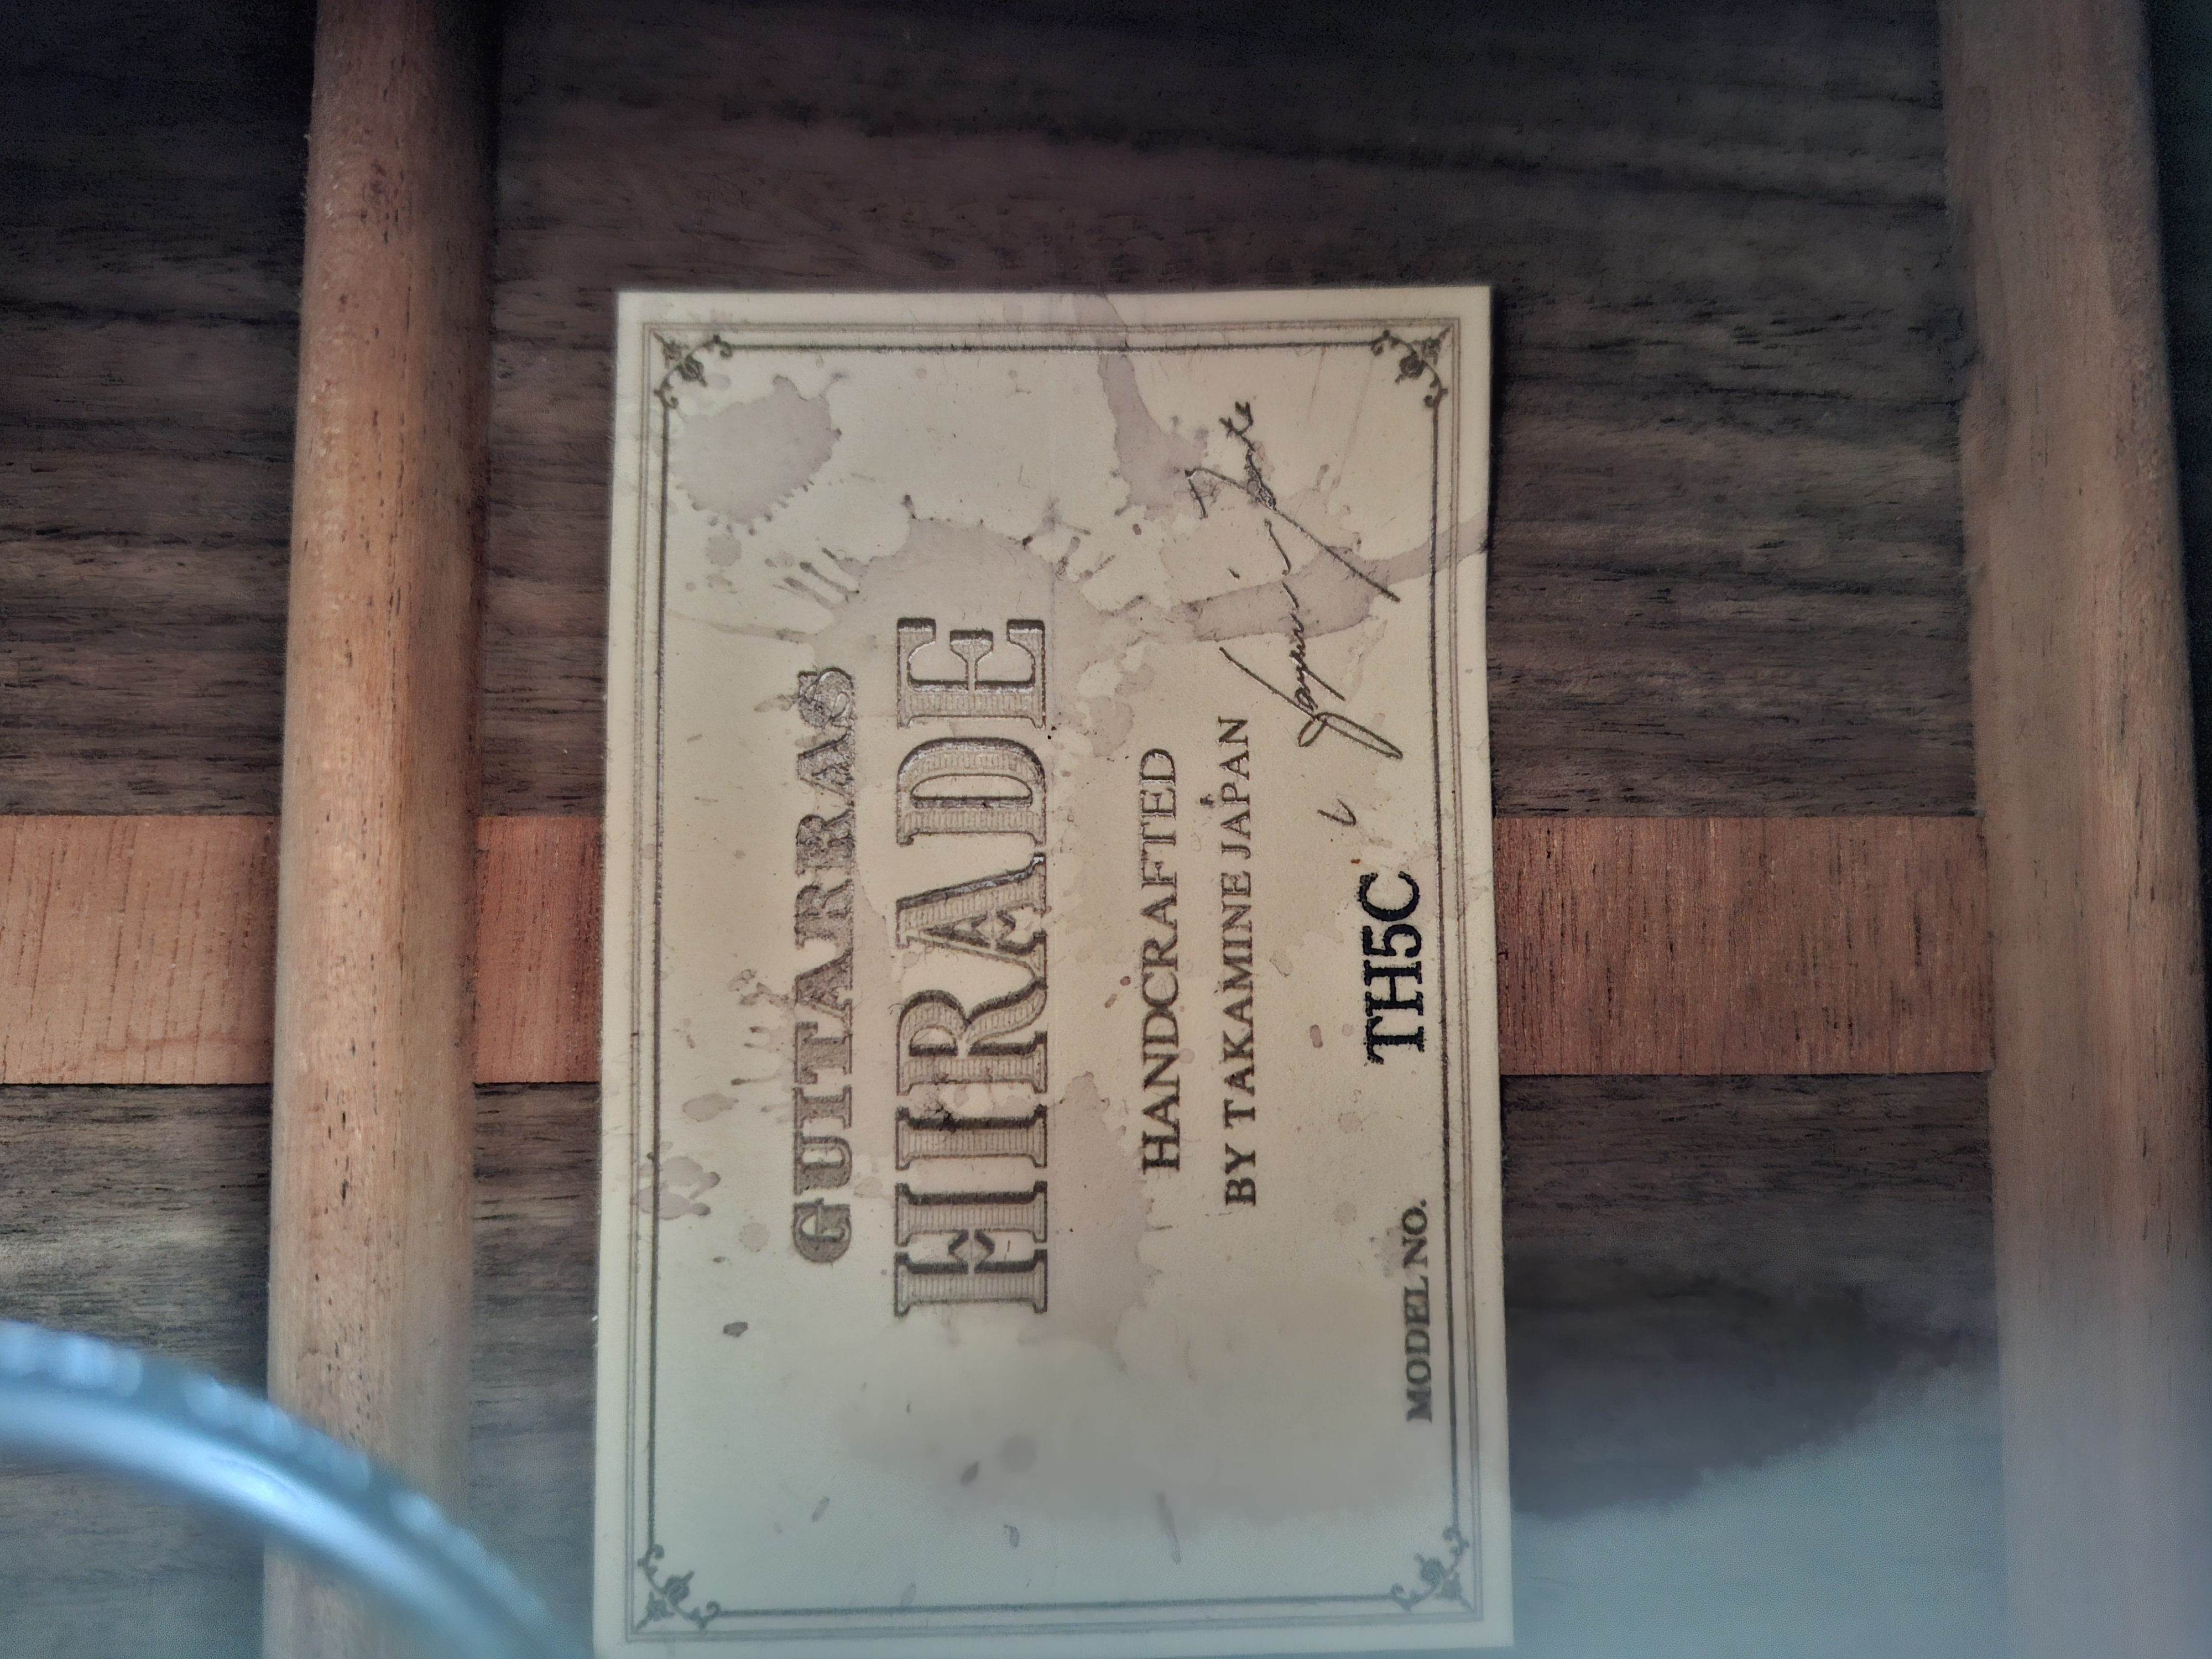 GUITARRAS
HIRADE
HANDCRAFTED
BY TAKAMINE JAPAN
MODEL NO. TH5C